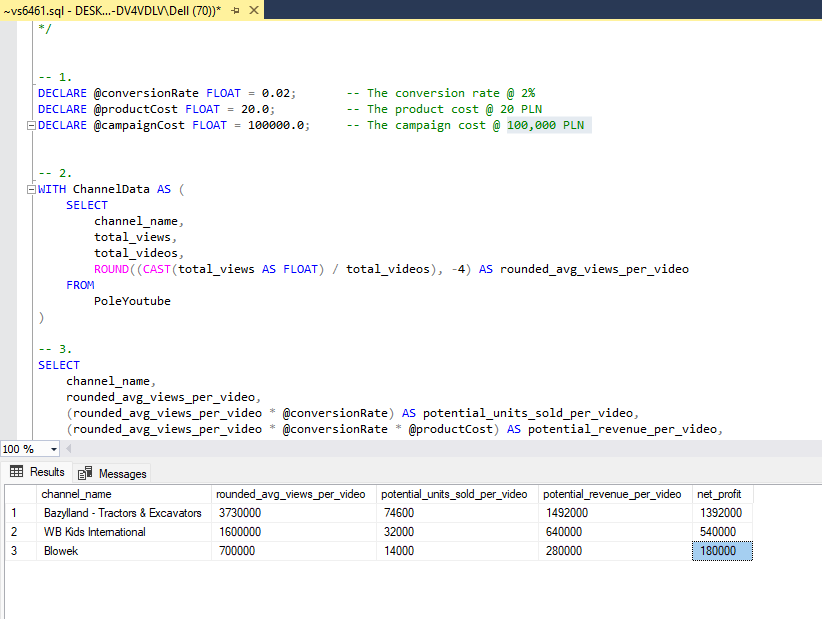 ~vs6461.sql - DESK...-DV4VDLV\Dell (70))*
*/
-- 1.
DECLARE @conversionRate FLOAT = 0.02;       -- The conversion rate @ 2%
DECLARE @productCost FLOAT = 20.0;          -- The product cost @ 20 PLN
DECLARE @campaignCost FLOAT = 100000.0;     -- The campaign cost @ 100,000 PLN
-- 2.
WITH ChannelData AS (
    SELECT
        channel_name,
        total_views,
        total_videos,
        ROUND((CAST(total_views AS FLOAT) / total_videos), -4) AS rounded_avg_views_per_video
    FROM
        PoleYoutube
)
-- 3.
SELECT
    channel_name,
    rounded_avg_views_per_video,
    (rounded_avg_views_per_video * @conversionRate) AS potential_units_sold_per_video,
    (rounded_avg_views_per_video * @conversionRate * @productCost) AS potential_revenue_per_video,
100 %
Results Messages
channel_name rounded_avg_views_per_video potential_units_sold_per_video potential_revenue_per_video net_profit
1 Bazylland - Tractors & Excavators 3730000 74600 1492000 1392000
2 WB Kids International 1600000 32000 640000 540000
3 Blowek 700000 14000 280000 180000